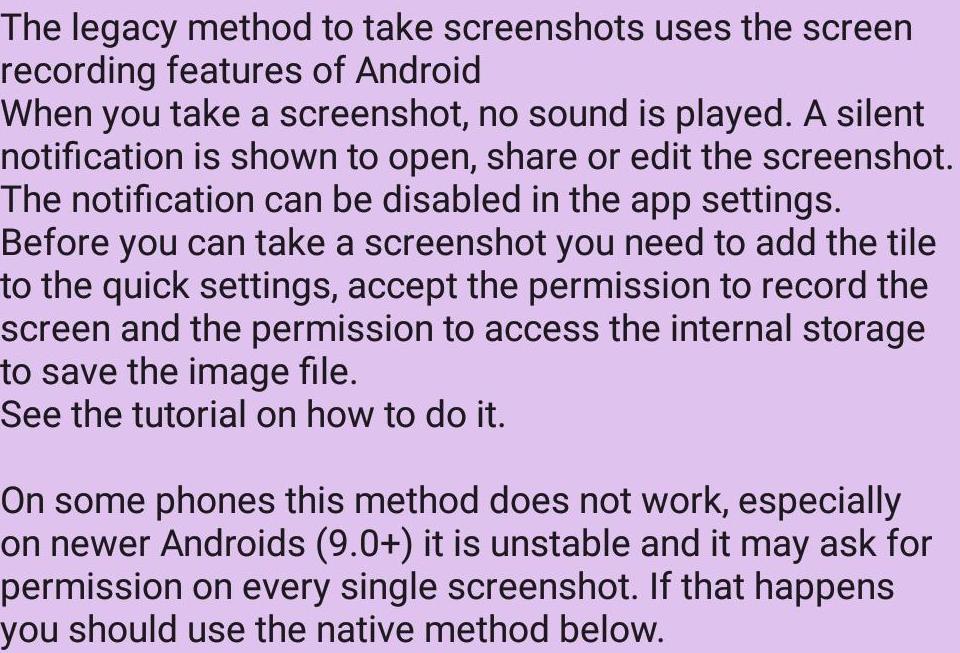 The legacy method to take screenshots uses the screen
recording features of Android
When you take a screenshot, no sound is played. A silent
notification is shown to open, share or edit the screenshot.
The notification can be disabled in the app settings.
Before you can take a screenshot you need to add the tile
to the quick settings, accept the permission to record the
screen and the permission to access the internal storage
to save the image file.
See the tutorial on how to do it.

On some phones this method does not work, especially
on newer Androids (9.0+) it is unstable and it may ask for
permission on every single screenshot. If that happens
you should use the native method below.